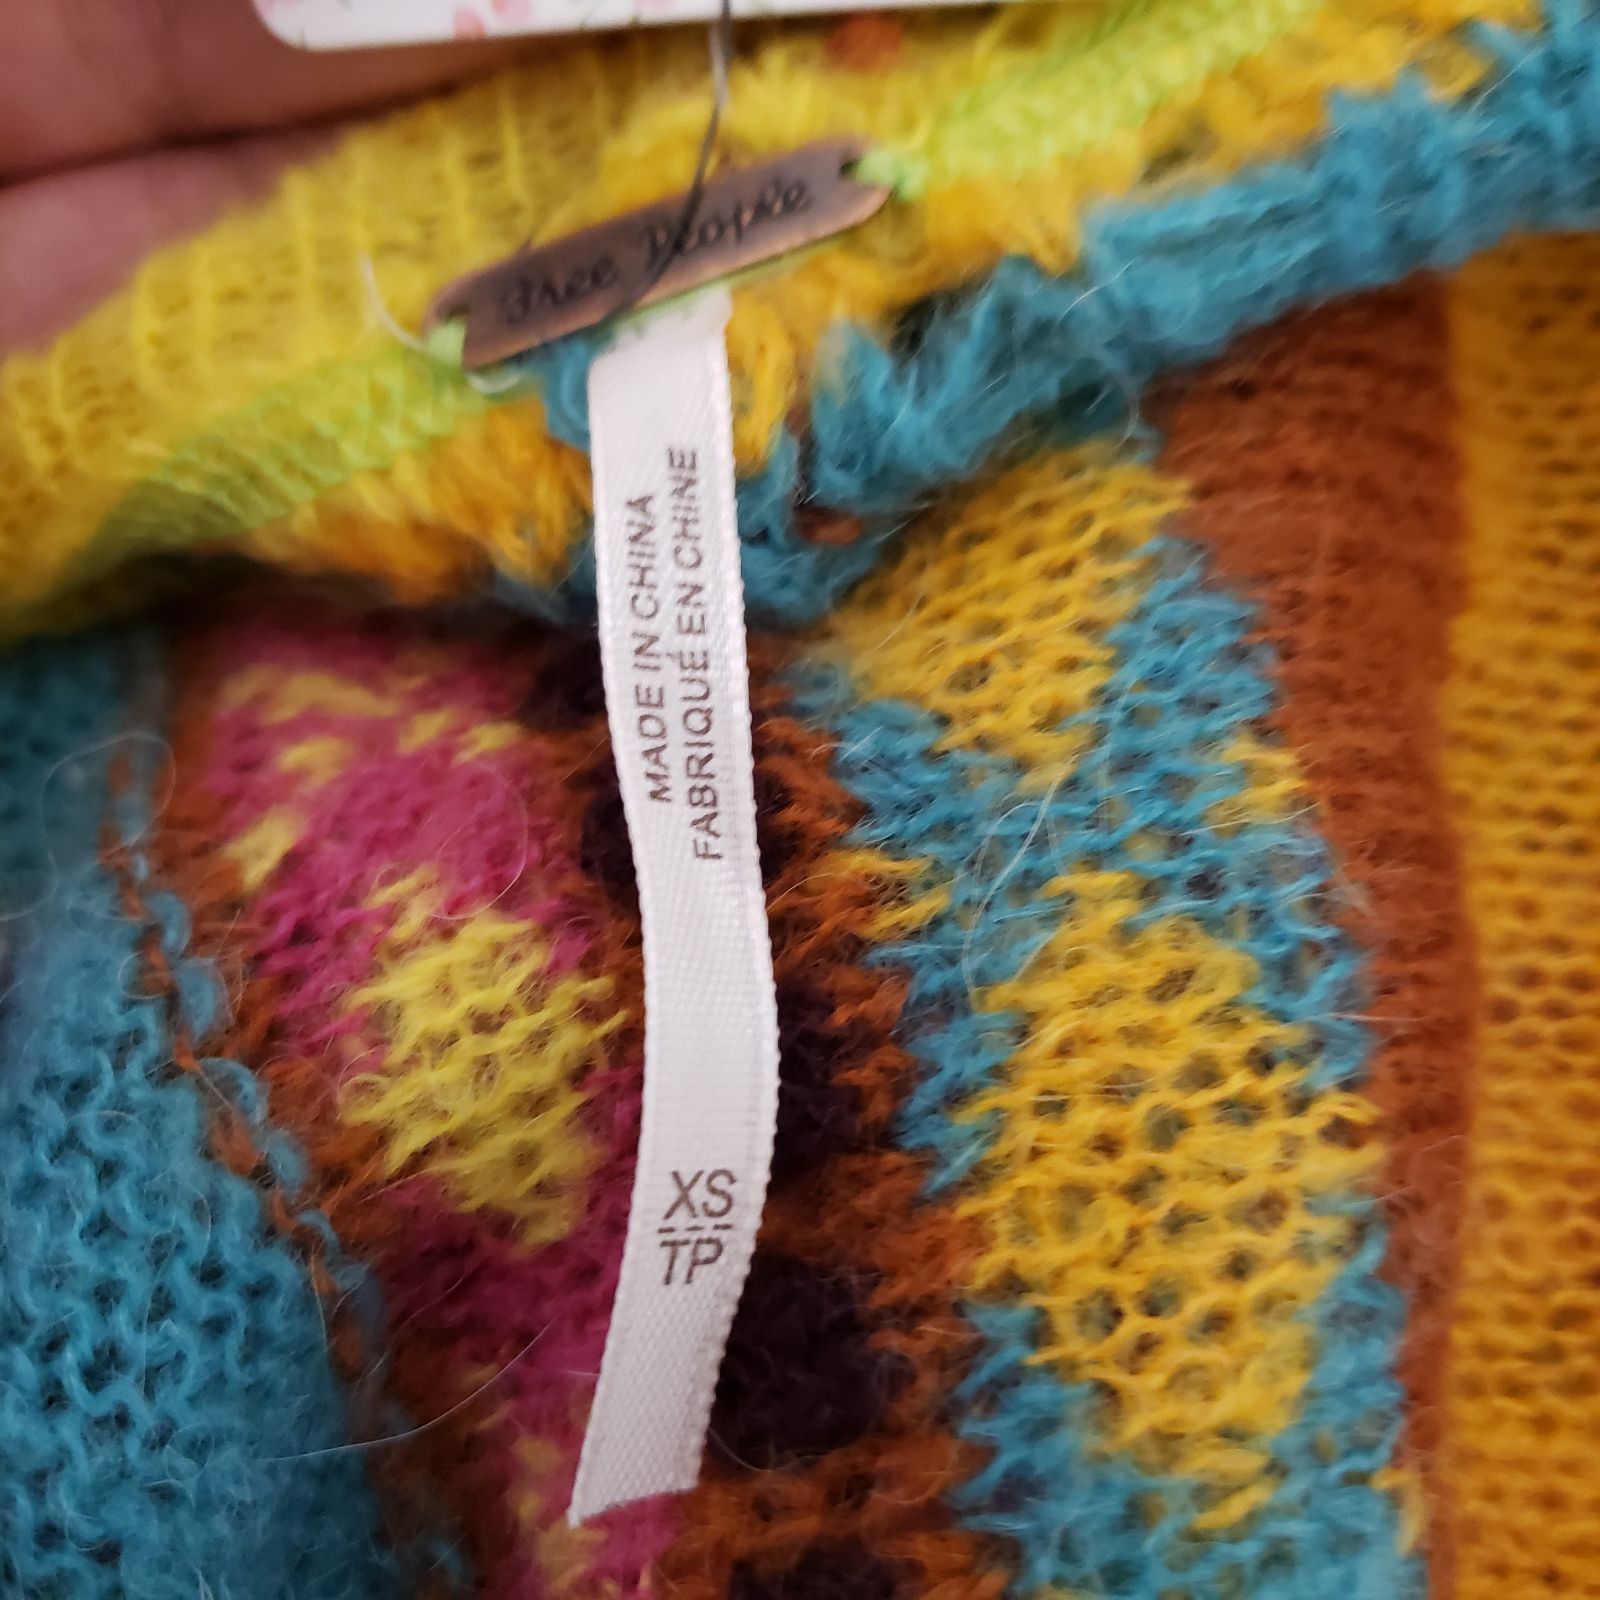 Free People
MADE IN CHINA
FABRIQUÉ EN CHINE
XS
TP